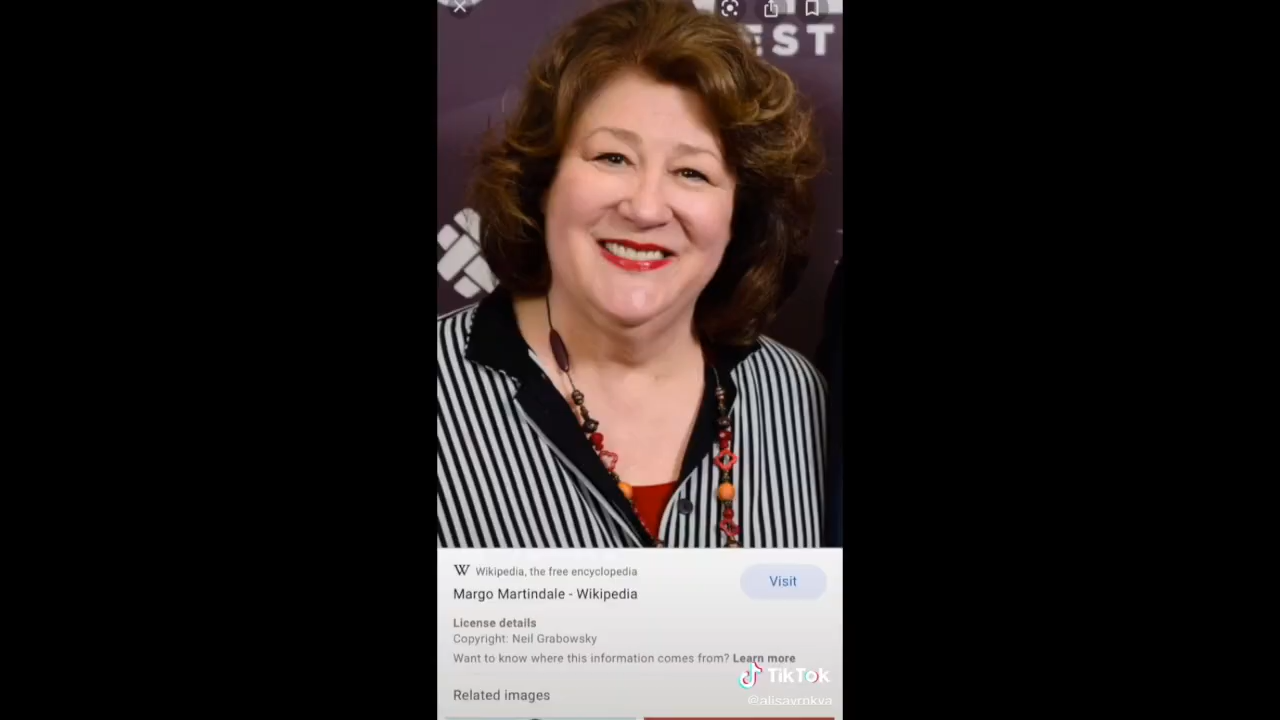 EST
W Wikipedia, the free encyclopedia
Visit
Margo Martindale - Wikipedia
License details
Copyright: Neil Grabowsky
Want to know where this information comes from? Learn more
TikTok
@alisavrnkva
Related images